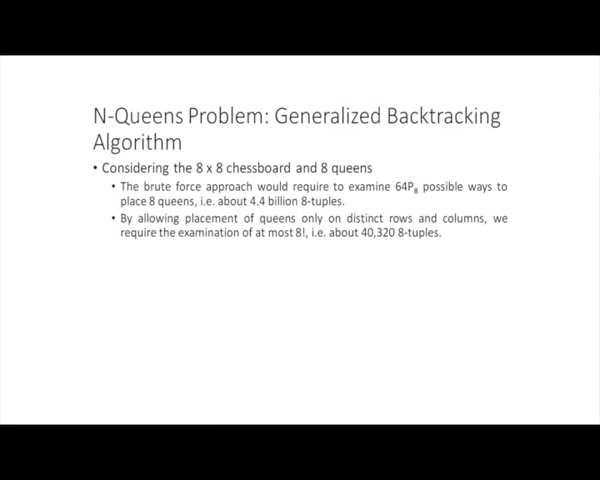 N-Queens Problem: Generalized Backtracking
Algorithm
• Considering the 8 x 8 chessboard and 8 queens
• The brute force approach would require to examine 64P₈ possible ways to
place 8 queens, i.e. about 4.4 billion 8-tuples.
• By allowing placement of queens only on distinct rows and columns, we
require the examination of at most 8!, i.e. about 40,320 8-tuples.